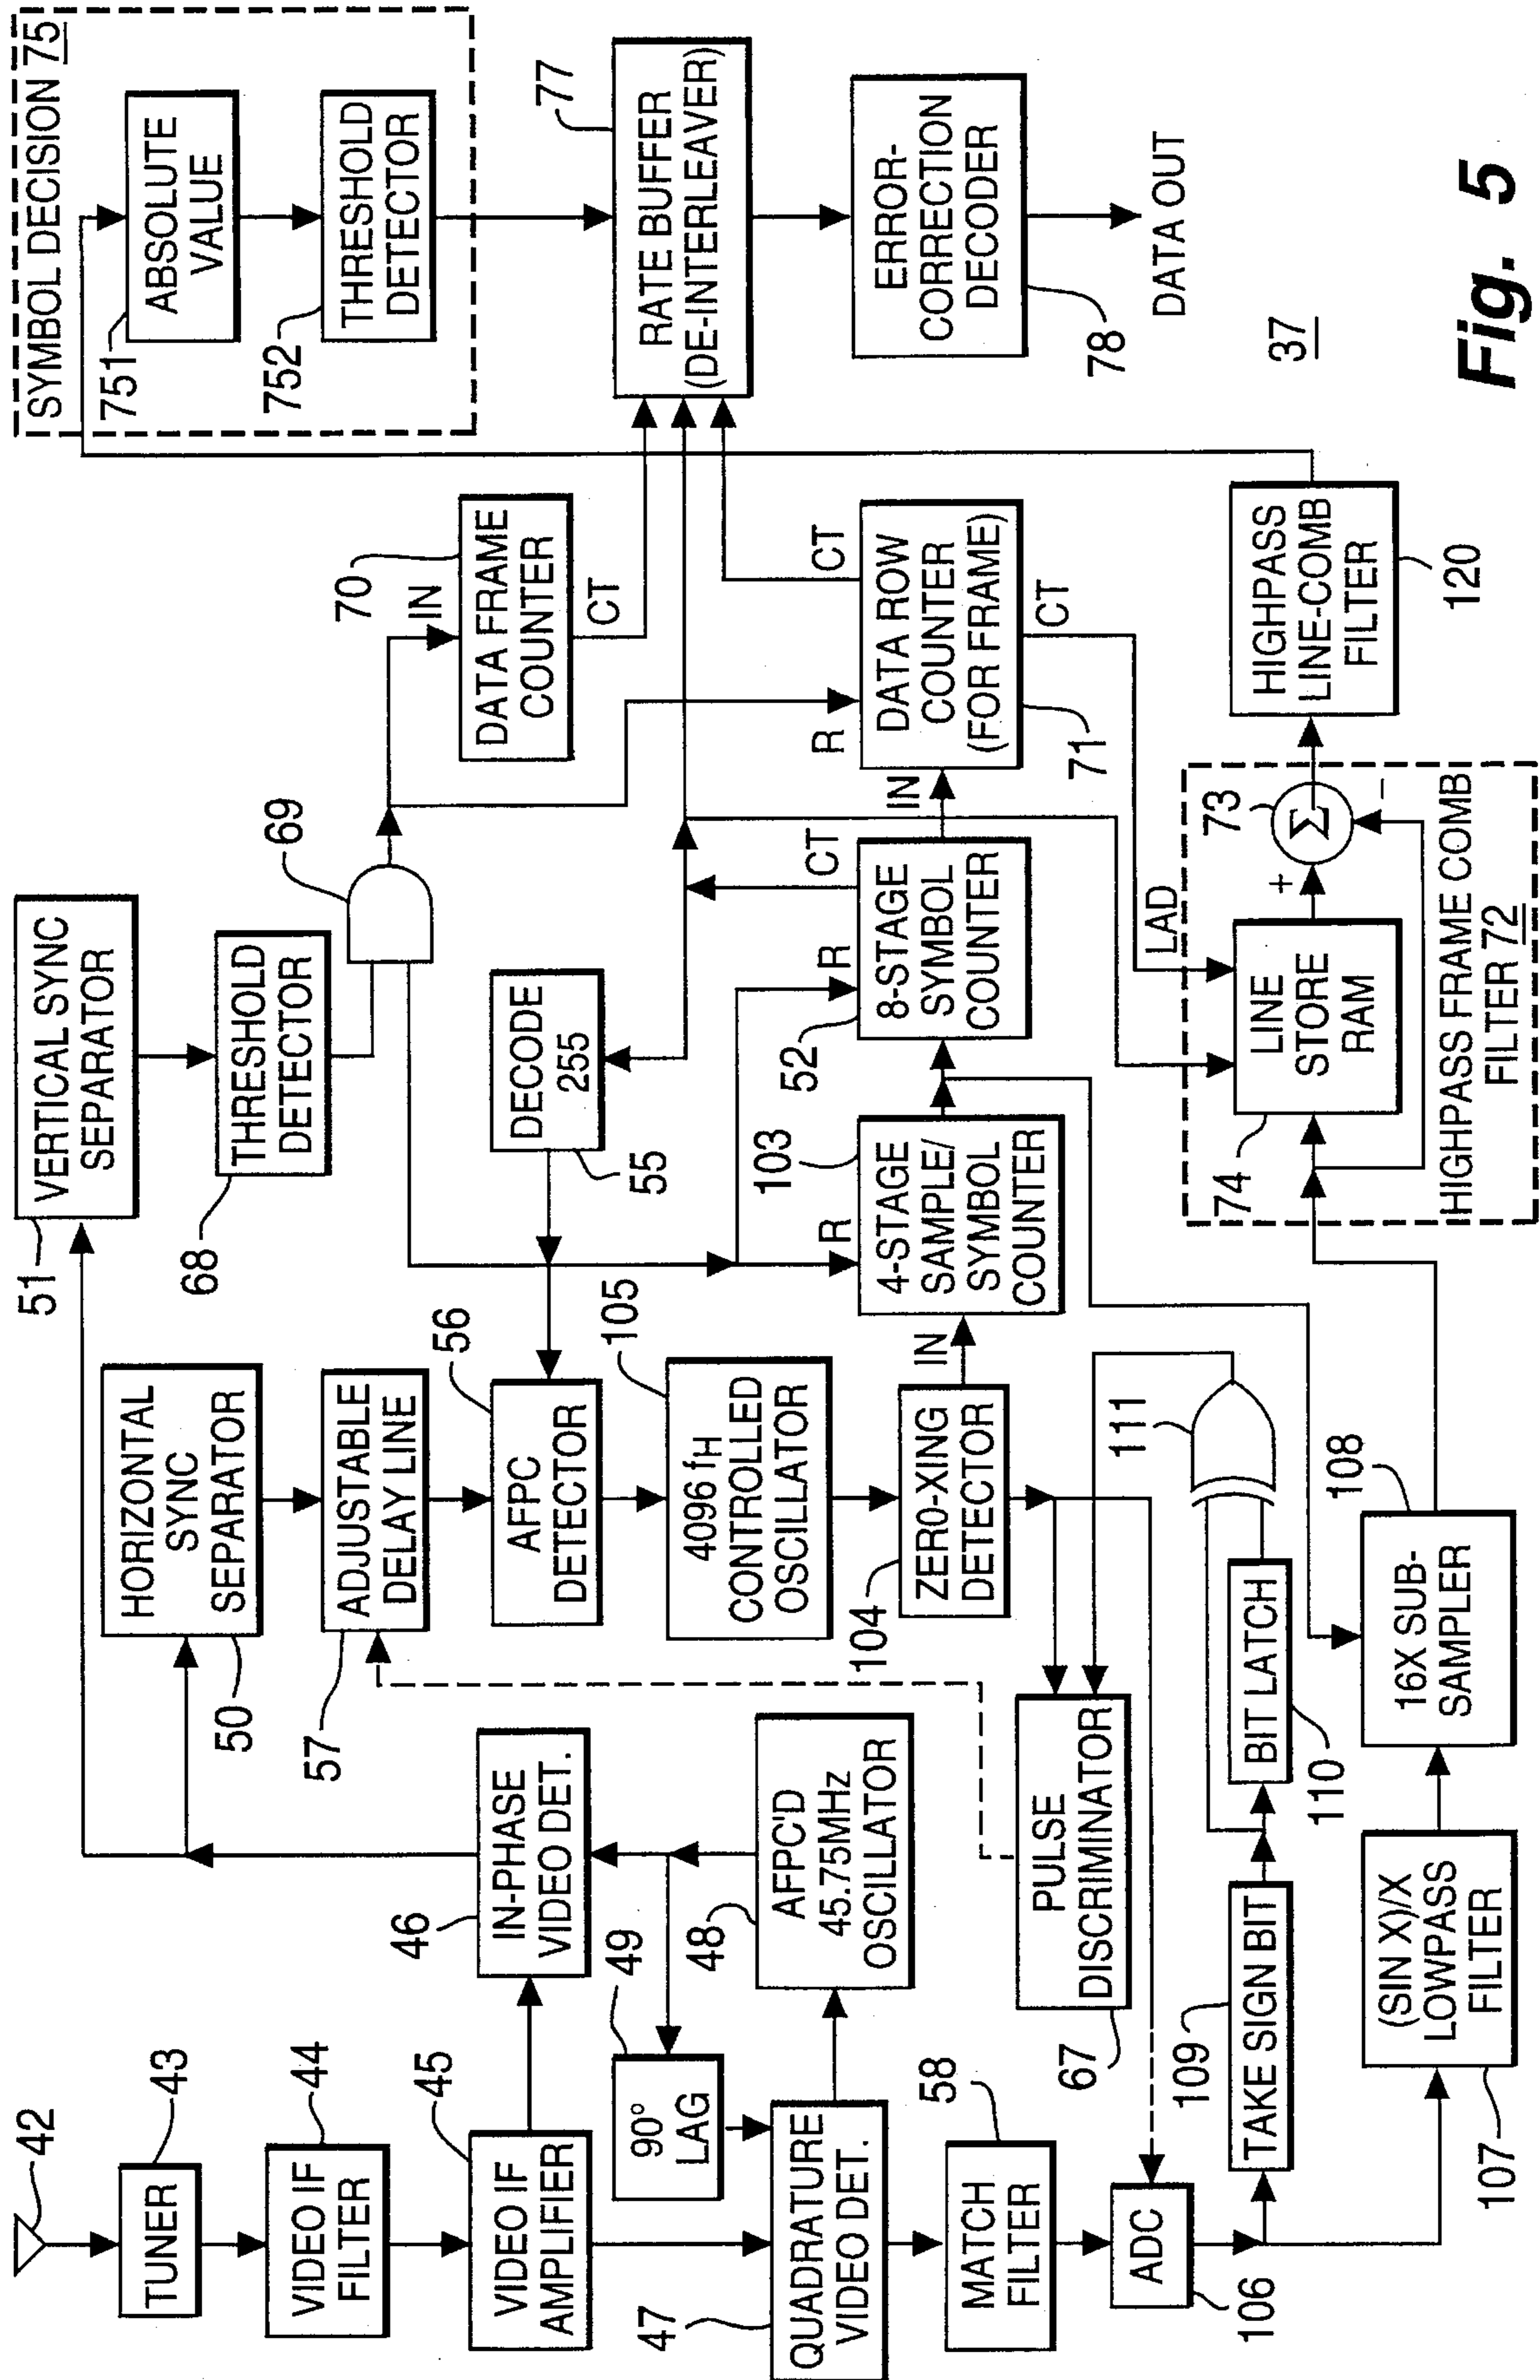 42
TUNER
43
VIDEO IF
FILTER
44
VIDEO IF
AMPLIFIER
45
IN-PHASE
VIDEO DET.
46
90°
LAG
49
AFPC'D
45.75MHz
OSCILLATOR
48
QUADRATURE
VIDEO DET.
47
MATCH
FILTER
58
ADC
106
PULSE
DISCRIMINATOR
67
TAKE SIGN BIT
109
BIT LATCH
110
111
(SIN X)/X
LOWPASS
FILTER
107
16X SUB-
SAMPLER
108
HORIZONTAL
SYNC
SEPARATOR
50
ADJUSTABLE
DELAY LINE
57
AFPC
DETECTOR
56
4096 fH
CONTROLLED
OSCILLATOR
105
ZERO-XING
DETECTOR
104
IN
VERTICAL SYNC
SEPARATOR
51
THRESHOLD
DETECTOR
68
69
DECODE
255
55
R
4-STAGE
SAMPLE/
SYMBOL
COUNTER
103
R
8-STAGE
SYMBOL
COUNTER
52
CT
IN
DATA FRAME
COUNTER
70
IN
CT
R
DATA ROW
COUNTER
(FOR FRAME)
71
CT
CT
LAD
LINE
STORE
RAM
74
+
Σ
73
-
HIGHPASS FRAME COMB
FILTER 72
HIGHPASS
LINE-COMB
FILTER
120
SYMBOL DECISION 75
ABSOLUTE
VALUE
751
THRESHOLD
DETECTOR
752
RATE BUFFER
(DE-INTERLEAVER)
77
ERROR-
CORRECTION
DECODER
78
DATA OUT
37
Fig. 5